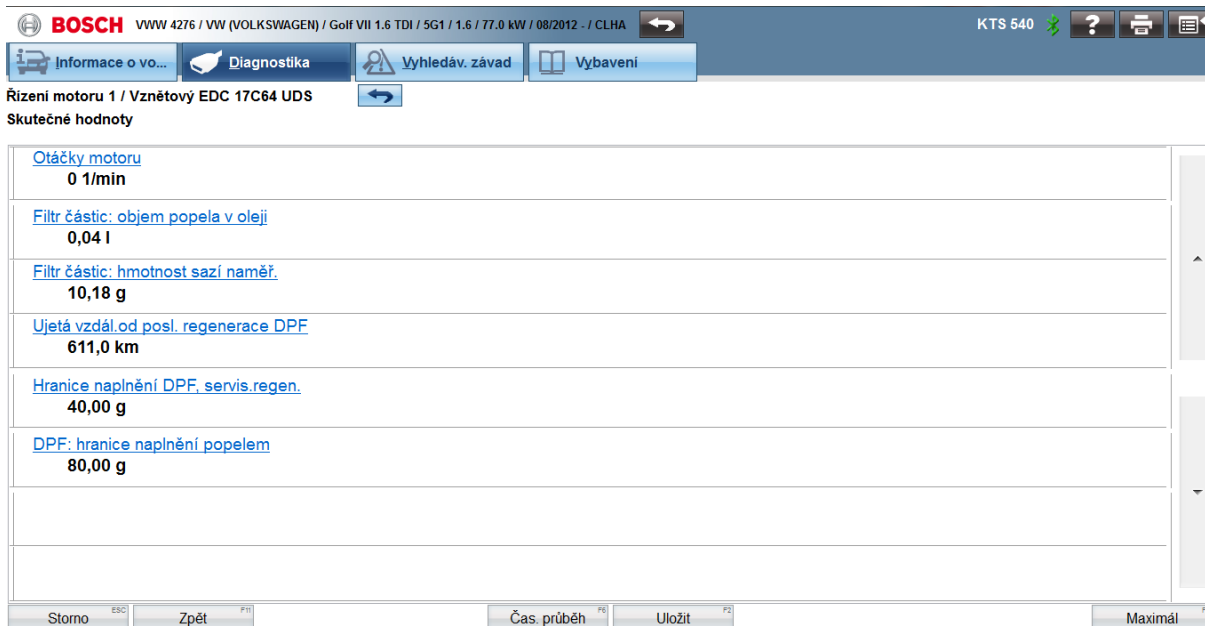 BOSCH VWW 4276 / VW (VOLKSWAGEN) / Golf VII 1.6 TDI / 5G1 / 1.6 / 77.0 kW / 08/2012 - / CLHA KTS 540 ?
Informace o vo... Diagnostika Vyhledáv. závad Vybavení
Řízení motoru 1 / Vznětový EDC 17C64 UDS
Skutečné hodnoty
Otáčky motoru
0 1/min
Filtr částic: objem popela v oleji
0,04 l
Filtr částic: hmotnost sazí naměř.
10,18 g
Ujetá vzdál.od posl. regenerace DPF
611,0 km
Hranice naplnění DPF, servis.regen.
40,00 g
DPF: hranice naplnění popelem
80,00 g
Storno ESC Zpět F11 Čas. průběh F6 Uložit F2 Maximál